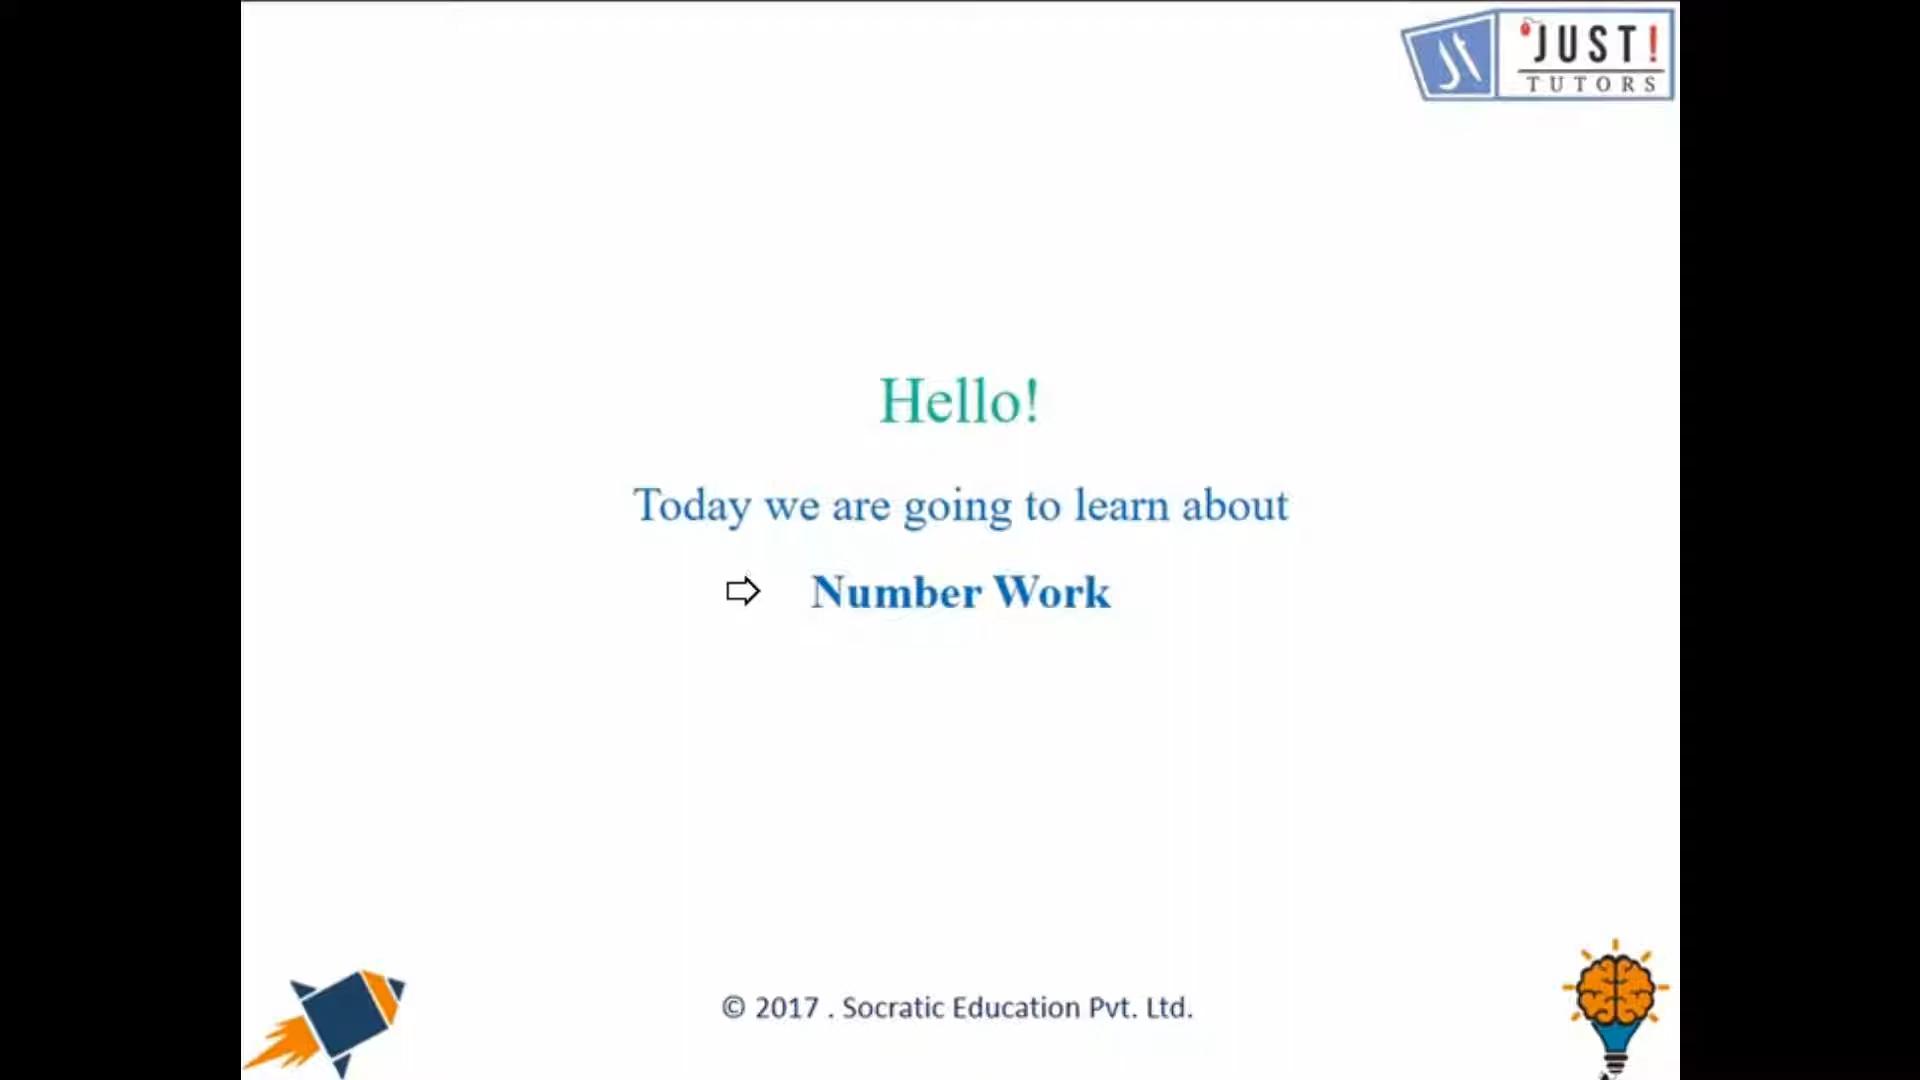 JUST!
TUTORS
Hello!
Today we are going to learn about
⇨ Number Work
© 2017 . Socratic Education Pvt. Ltd.